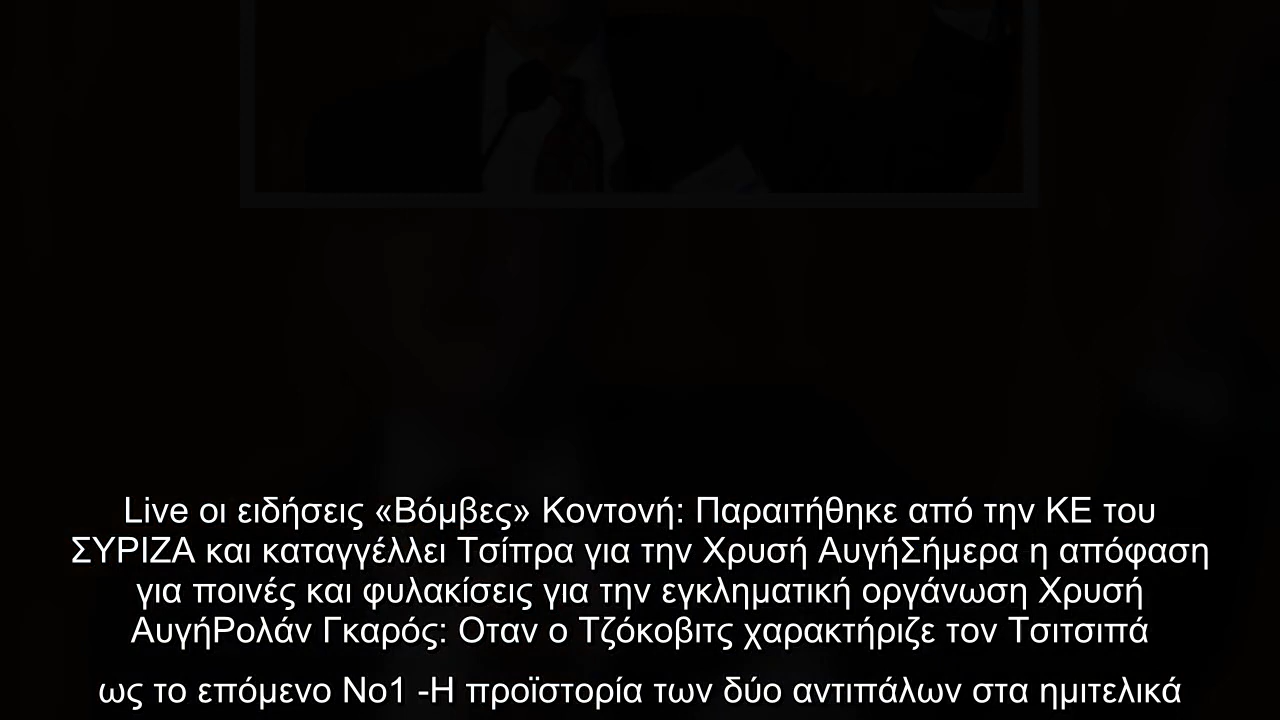 Live οι ειδήσεις «Βόμβες» Κοντονή: Παραιτήθηκε από την ΚΕ του
ΣΥΡΙΖΑ και καταγγέλλει Τσίπρα για την Χρυσή ΑυγήΣήμερα η απόφαση
για ποινές και φυλακίσεις για την εγκληματική οργάνωση Χρυσή
ΑυγήΡολάν Γκαρός: Οταν ο Τζόκοβιτς χαρακτήριζε τον Τσιτσιπά
ως το επόμενο Νο1 -Η προϊστορία των δύο αντιπάλων στα ημιτελικά